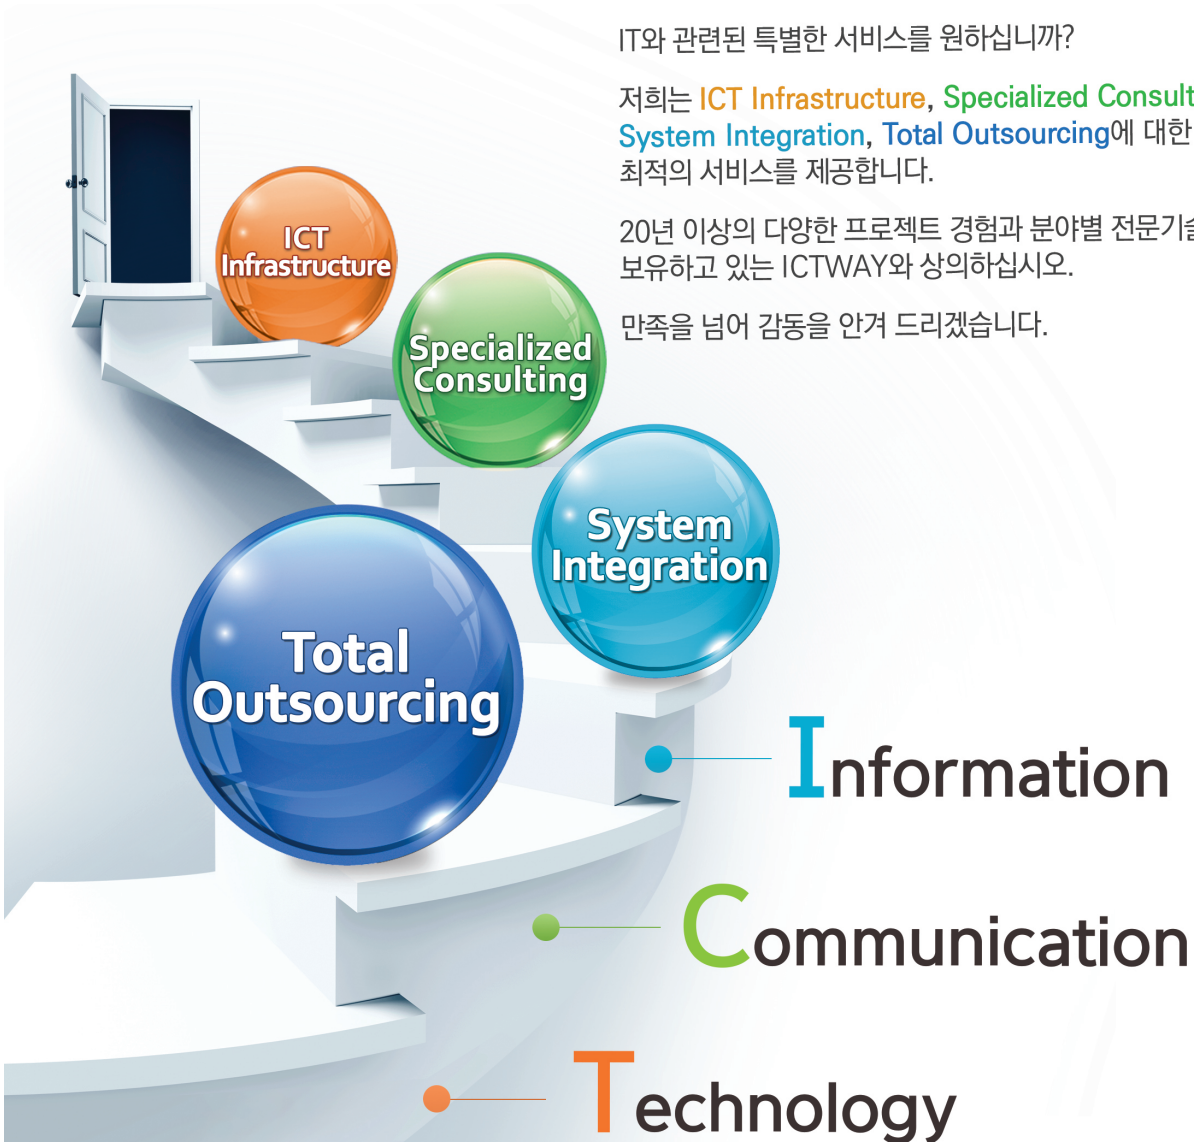 IT와 관련된 특별한 서비스를 원하십니까?
저희는 ICT Infrastructure, Specialized
System Integration, Total Outsourcing에 대한
최적의 서비스를 제공합니다.
20년 이상의 다양한 프로젝트 경험과 분야별
보유하고 있는 ICTWAY와 상의하십시오.
만족을 넘어 감동을 안겨 드리겠습니다.
ICT
Infrastructure
Specialized
Consulting
System
Integration
Total
Outsourcing
Information
Communication
Technology